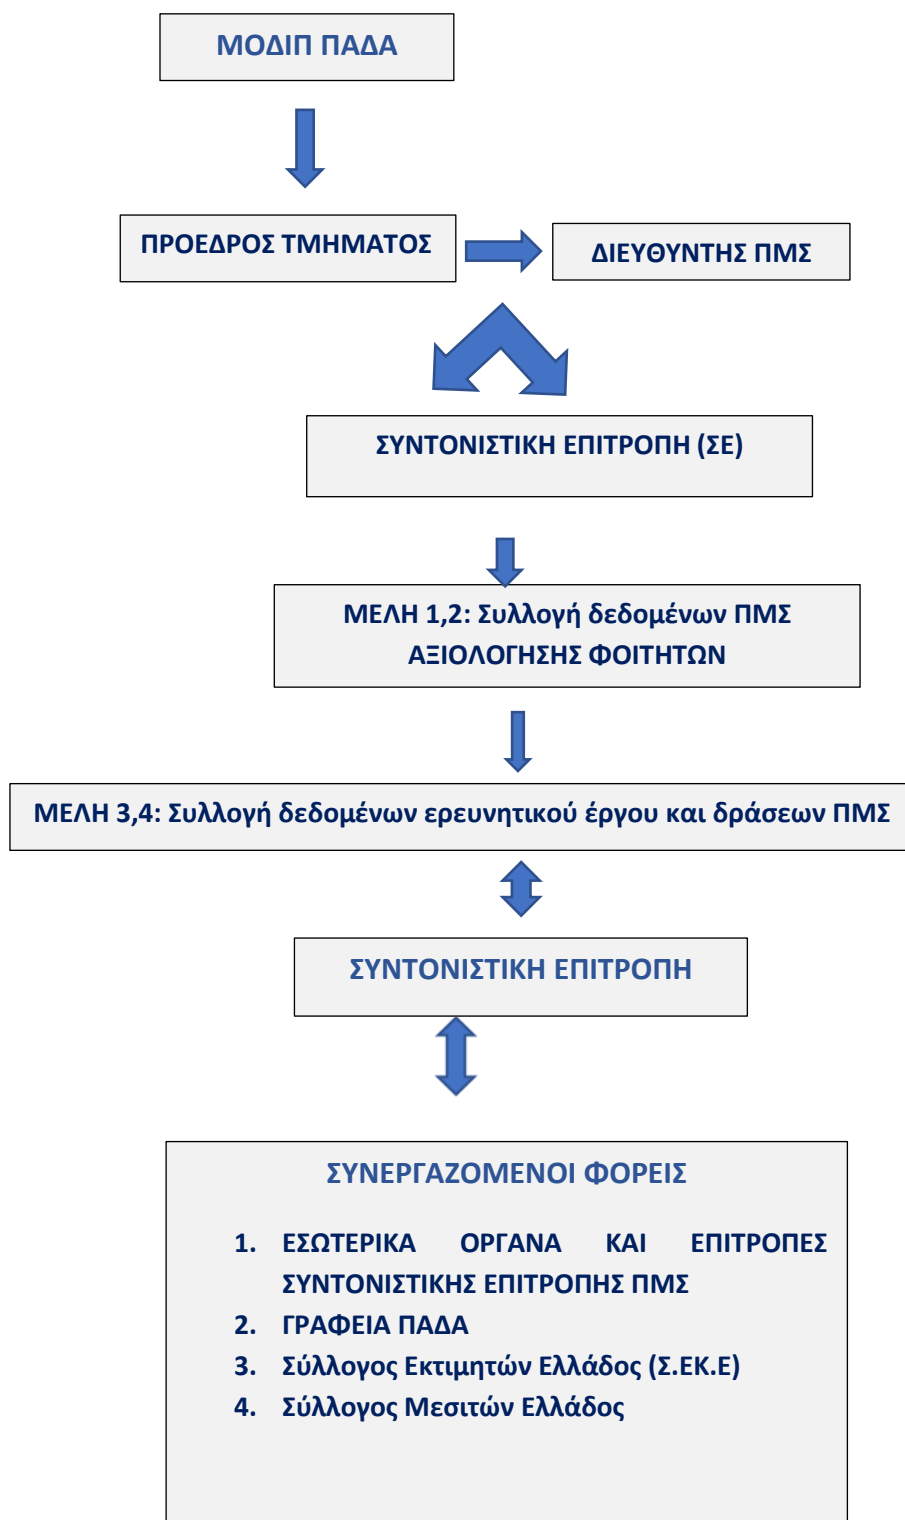 ΜΟΔΙΠ ΠΑΔΑ
ΠΡΟΕΔΡΟΣ ΤΜΗΜΑΤΟΣ
ΔΙΕΥΘΥΝΤΗΣ ΠΜΣ
ΣΥΝΤΟΝΙΣΤΙΚΗ ΕΠΙΤΡΟΠΗ (ΣΕ)
ΜΕΛΗ 1,2: Συλλογή δεδομένων ΠΜΣ
ΑΞΙΟΛΟΓΗΣΗΣ ΦΟΙΤΗΤΩΝ
ΜΕΛΗ 3,4: Συλλογή δεδομένων ερευνητικού έργου και δράσεων ΠΜΣ
ΣΥΝΤΟΝΙΣΤΙΚΗ ΕΠΙΤΡΟΠΗ
ΣΥΝΕΡΓΑΖΟΜΕΝΟΙ ΦΟΡΕΙΣ
1. ΕΣΩΤΕΡΙΚΑ ΟΡΓΑΝΑ ΚΑΙ ΕΠΙΤΡΟΠΕΣ
ΣΥΝΤΟΝΙΣΤΙΚΗΣ ΕΠΙΤΡΟΠΗΣ ΠΜΣ
2. ΓΡΑΦΕΙΑ ΠΑΔΑ
3. Σύλλογος Εκτιμητών Ελλάδος (Σ.ΕΚ.Ε)
4. Σύλλογος Μεσιτών Ελλάδος